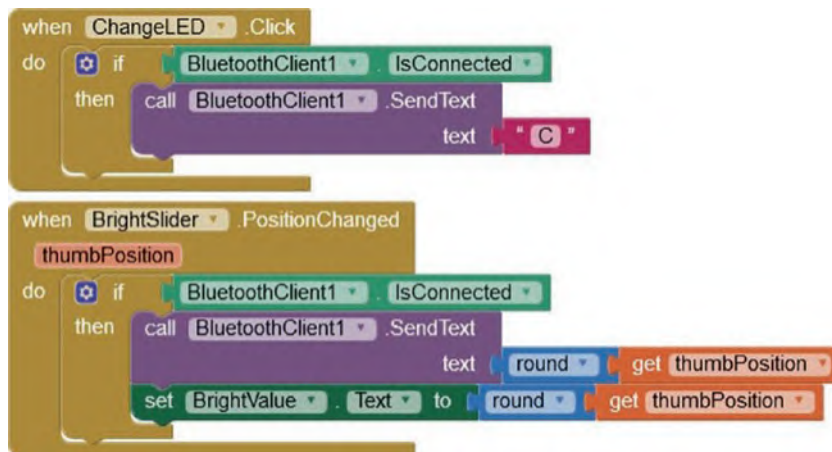 when ChangeLED .Click
do if BluetoothClient1 . IsConnected
then call BluetoothClient1 .SendText
text " C "
when BrightSlider .PositionChanged
thumbPosition
do if BluetoothClient1 . IsConnected
then call BluetoothClient1 .SendText
text round get thumbPosition
set BrightValue . Text to round get thumbPosition